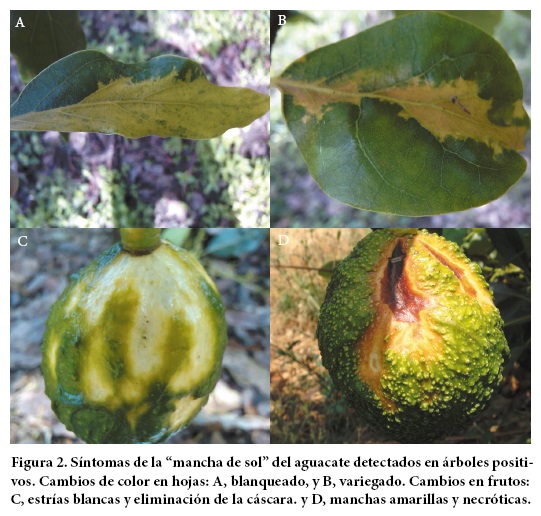 A
B
C
D
Figura 2. Síntomas de la “mancha de sol” del aguacate detectados en árboles positi-
vos. Cambios de color en hojas: A, blanqueado, y B, variegado. Cambios en frutos:
C, estrías blancas y eliminación de la cáscara. y D, manchas amarillas y necróticas.